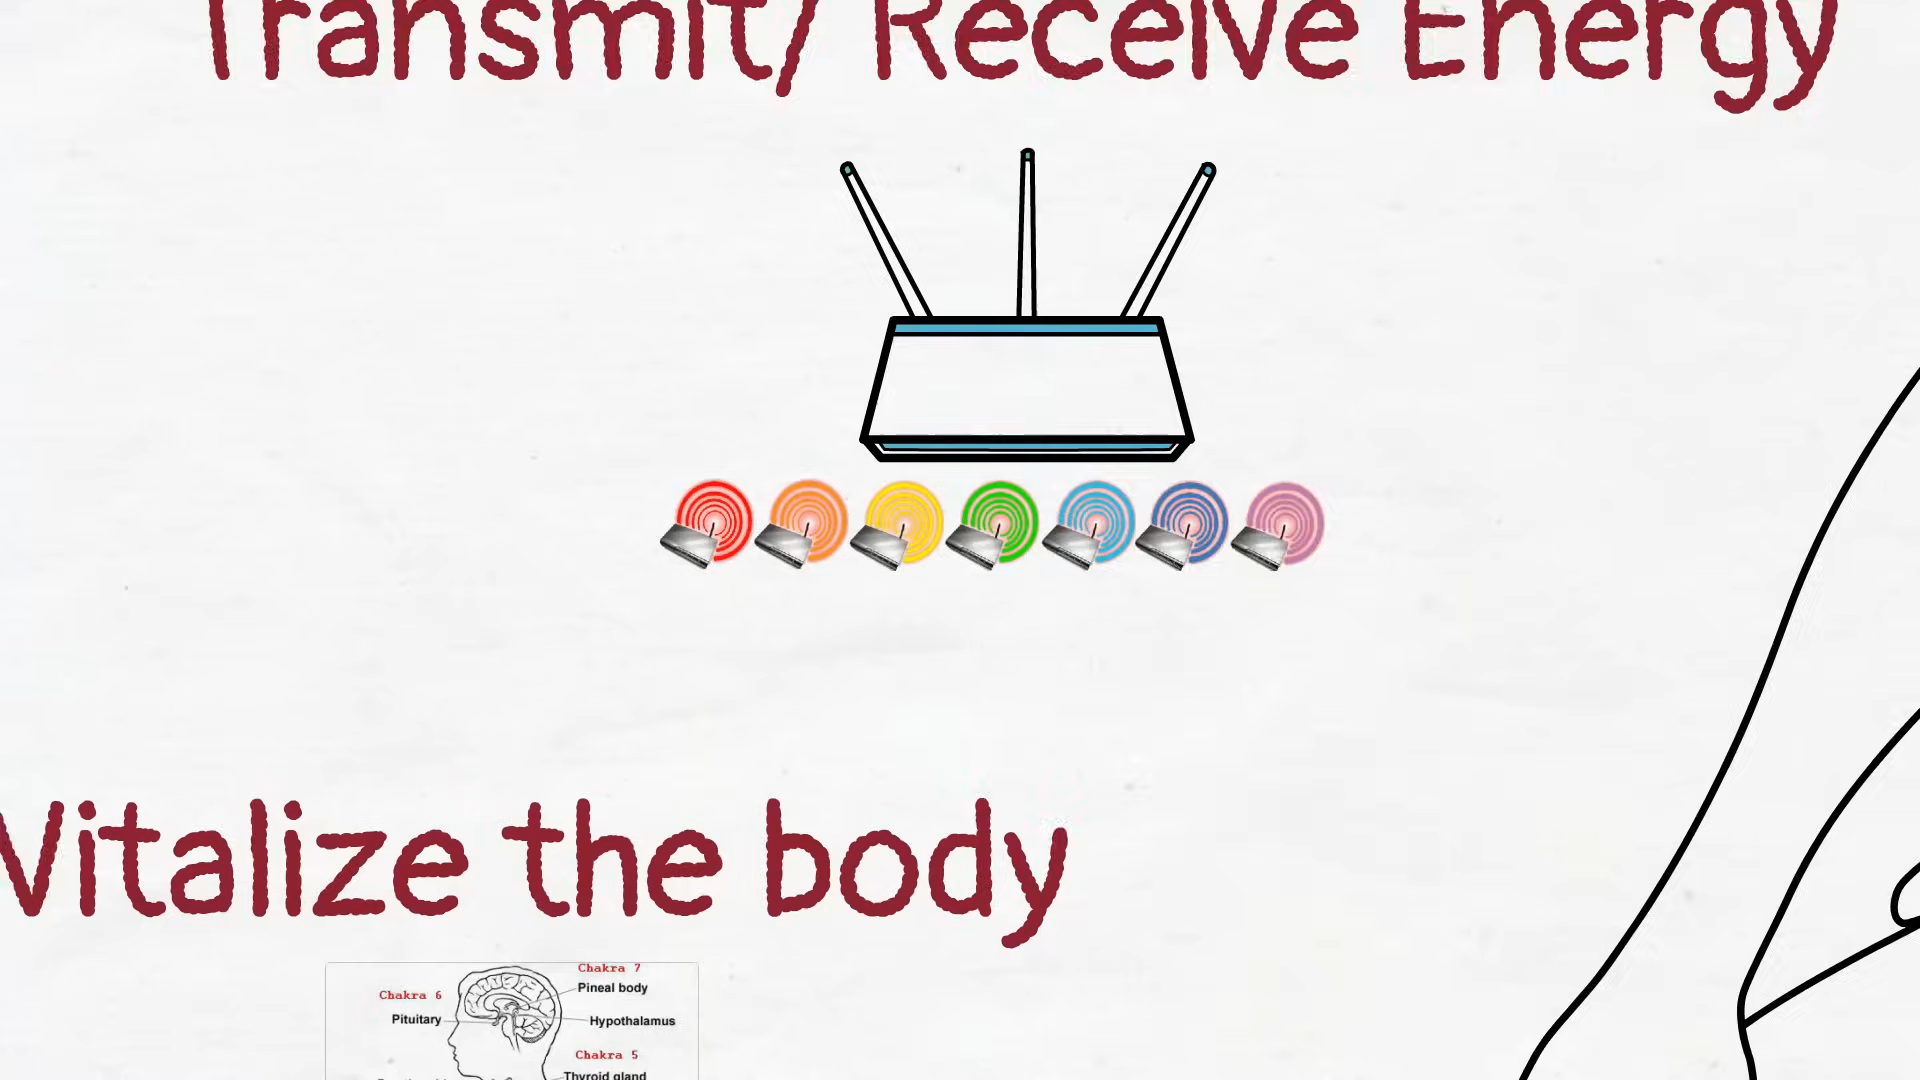 Transmit/ Receive Energy
Vitalize the body
Chakra 7
Pineal body
Chakra 6
Pituitary
Hypothalamus
Chakra 5
Thyroid gland